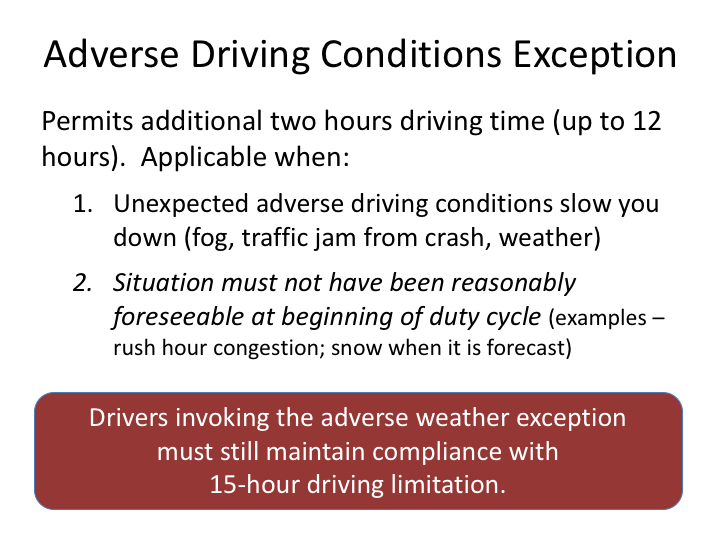 Adverse Driving Conditions Exception
Permits additional two hours driving time (up to 12
hours).  Applicable when:
1. Unexpected adverse driving conditions slow you
down (fog, traffic jam from crash, weather)
2. Situation must not have been reasonably
foreseeable at beginning of duty cycle (examples –
rush hour congestion; snow when it is forecast)
Drivers invoking the adverse weather exception
must still maintain compliance with
15-hour driving limitation.